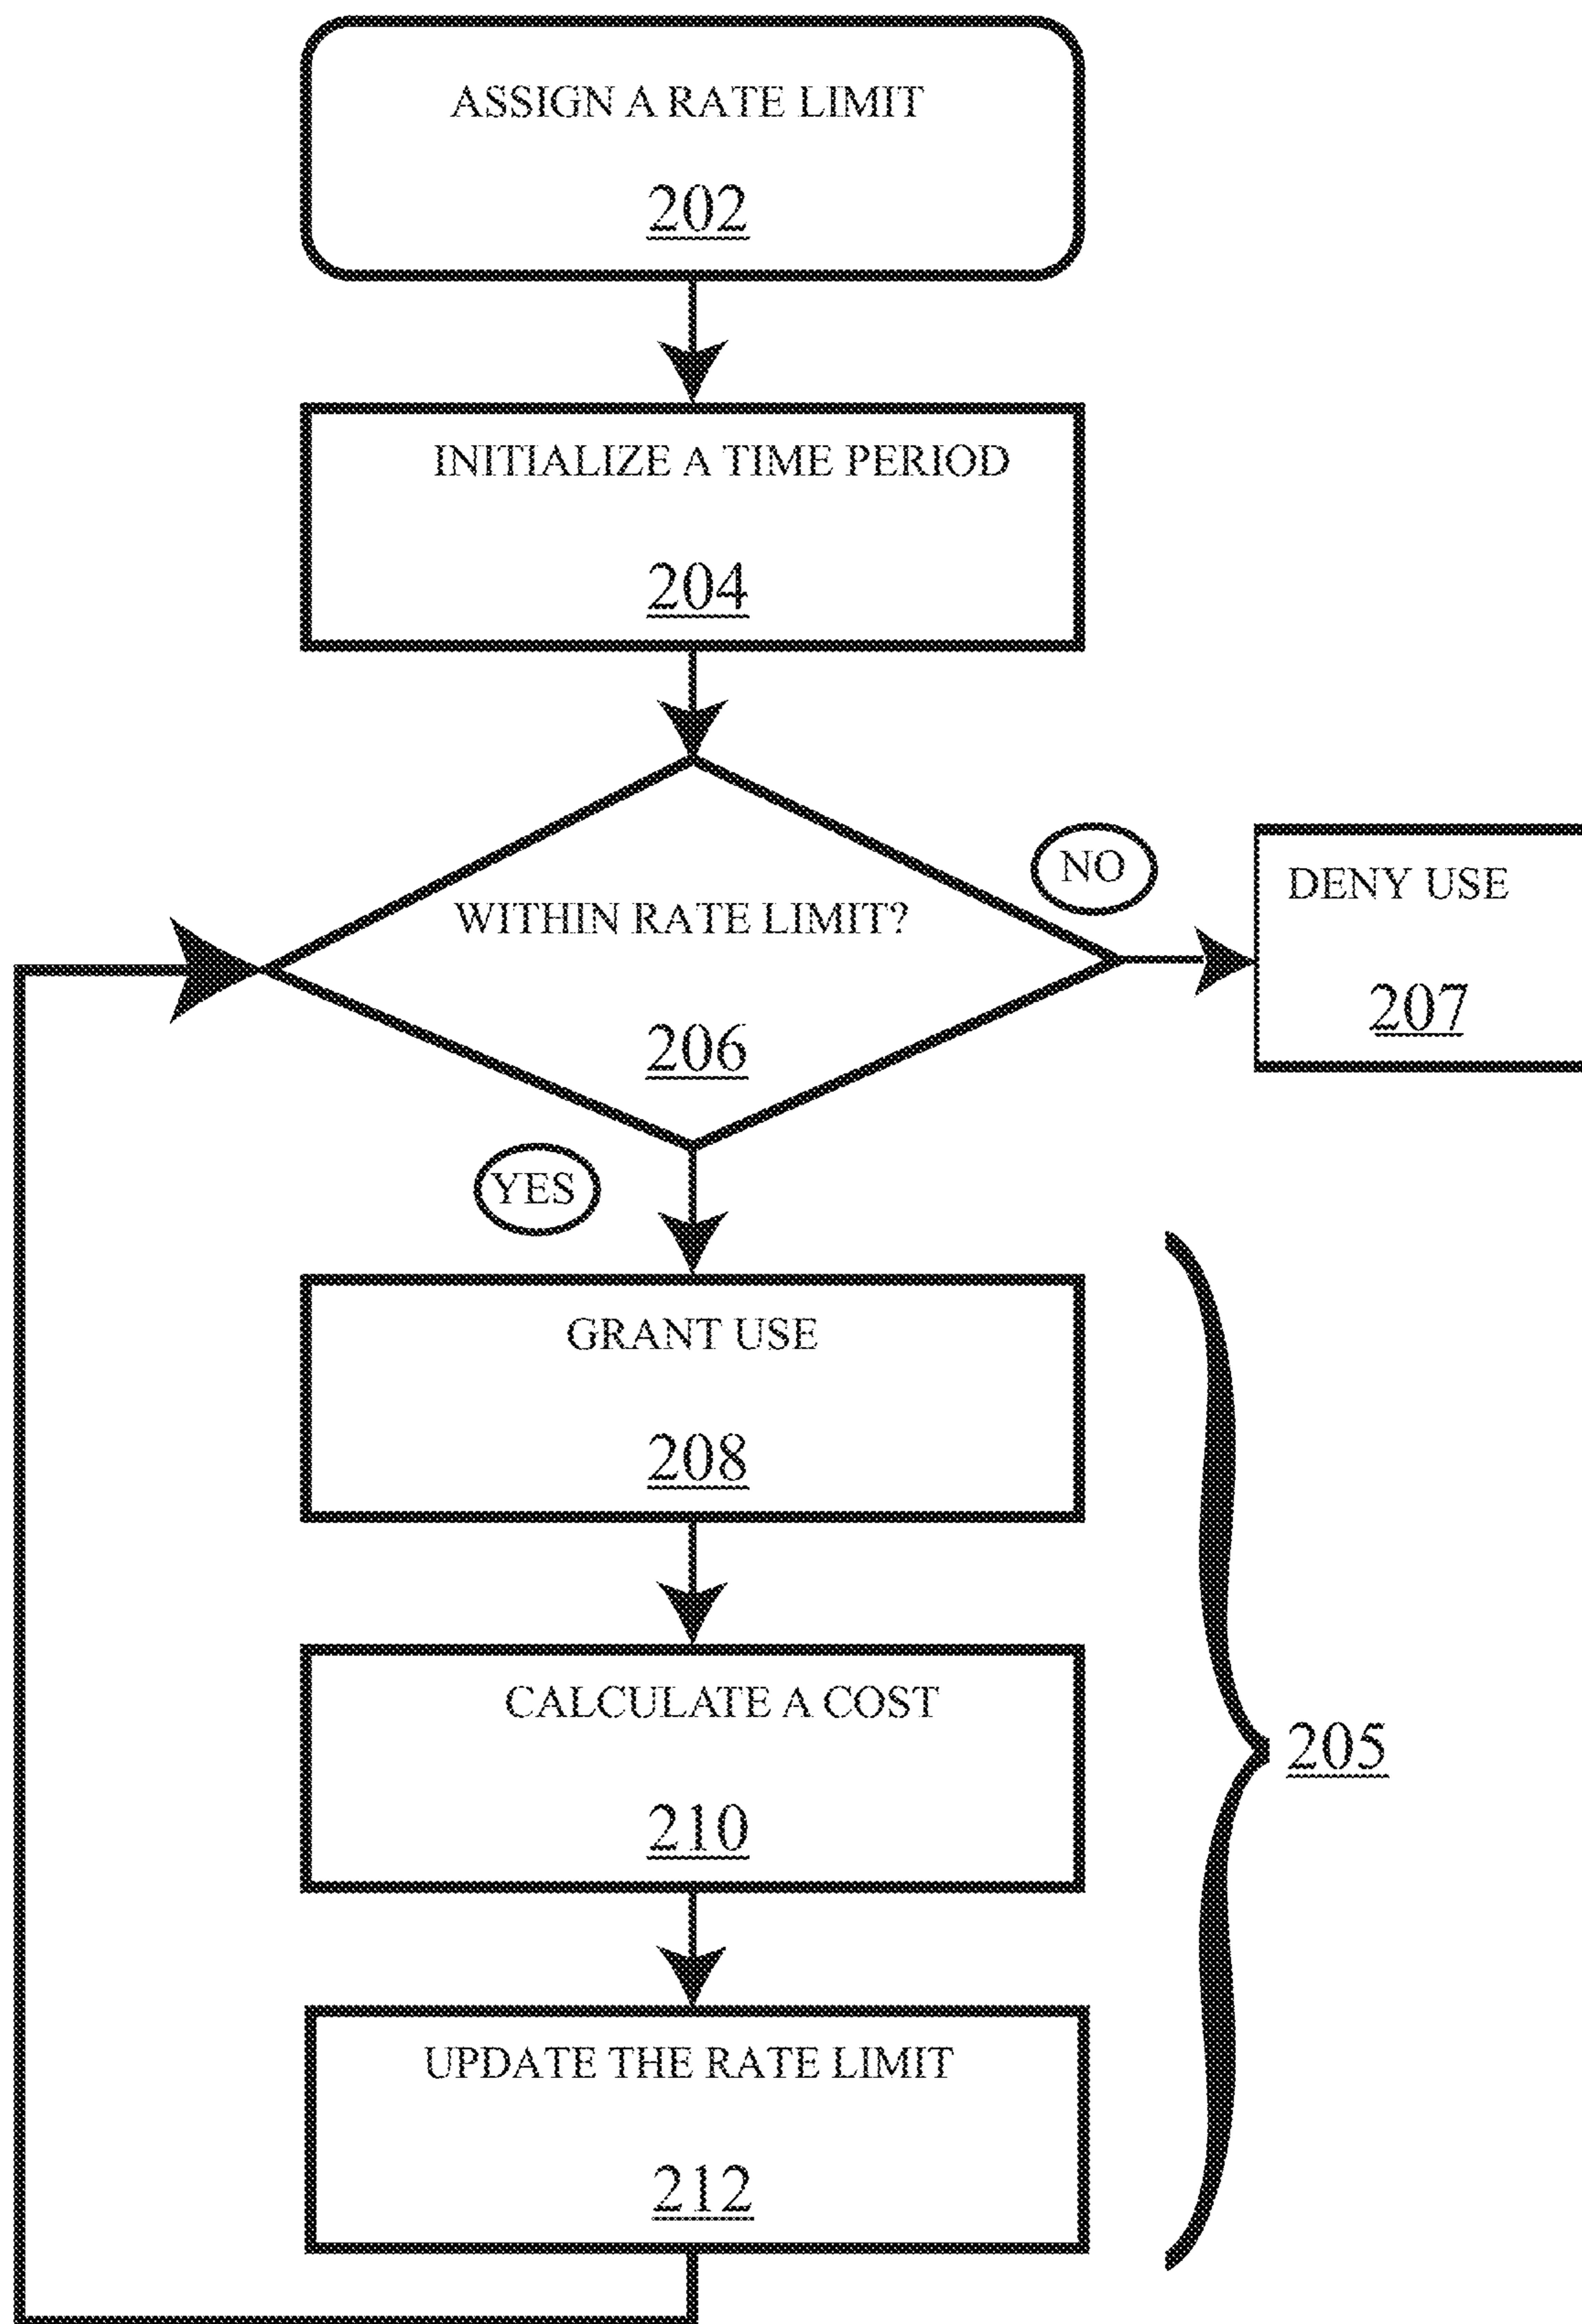 ASSIGN A RATE LIMIT
202
INITIALIZE A TIME PERIOD
204
WITHIN RATE LIMIT?
206
NO
DENY USE
207
YES
GRANT USE
208
CALCULATE A COST
210
205
UPDATE THE RATE LIMIT
212